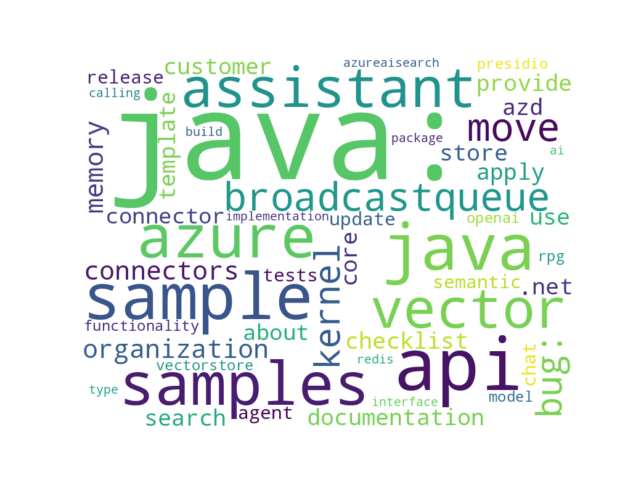 customer
azureaisearch
presidio
release
assistant
provide
calling
java:
template
azd
memory
build
package
move
store
ai
apply
broadcastqueue
connector
implementation
update
openai
use
azure
core
java
rpg
connectors
tests
kernel
semantic
.net
sample
vector
functionality
about
checklist
bug:
organization
vectorstore
redis
chat
api
samples
type
interface
model
search
agent
documentation